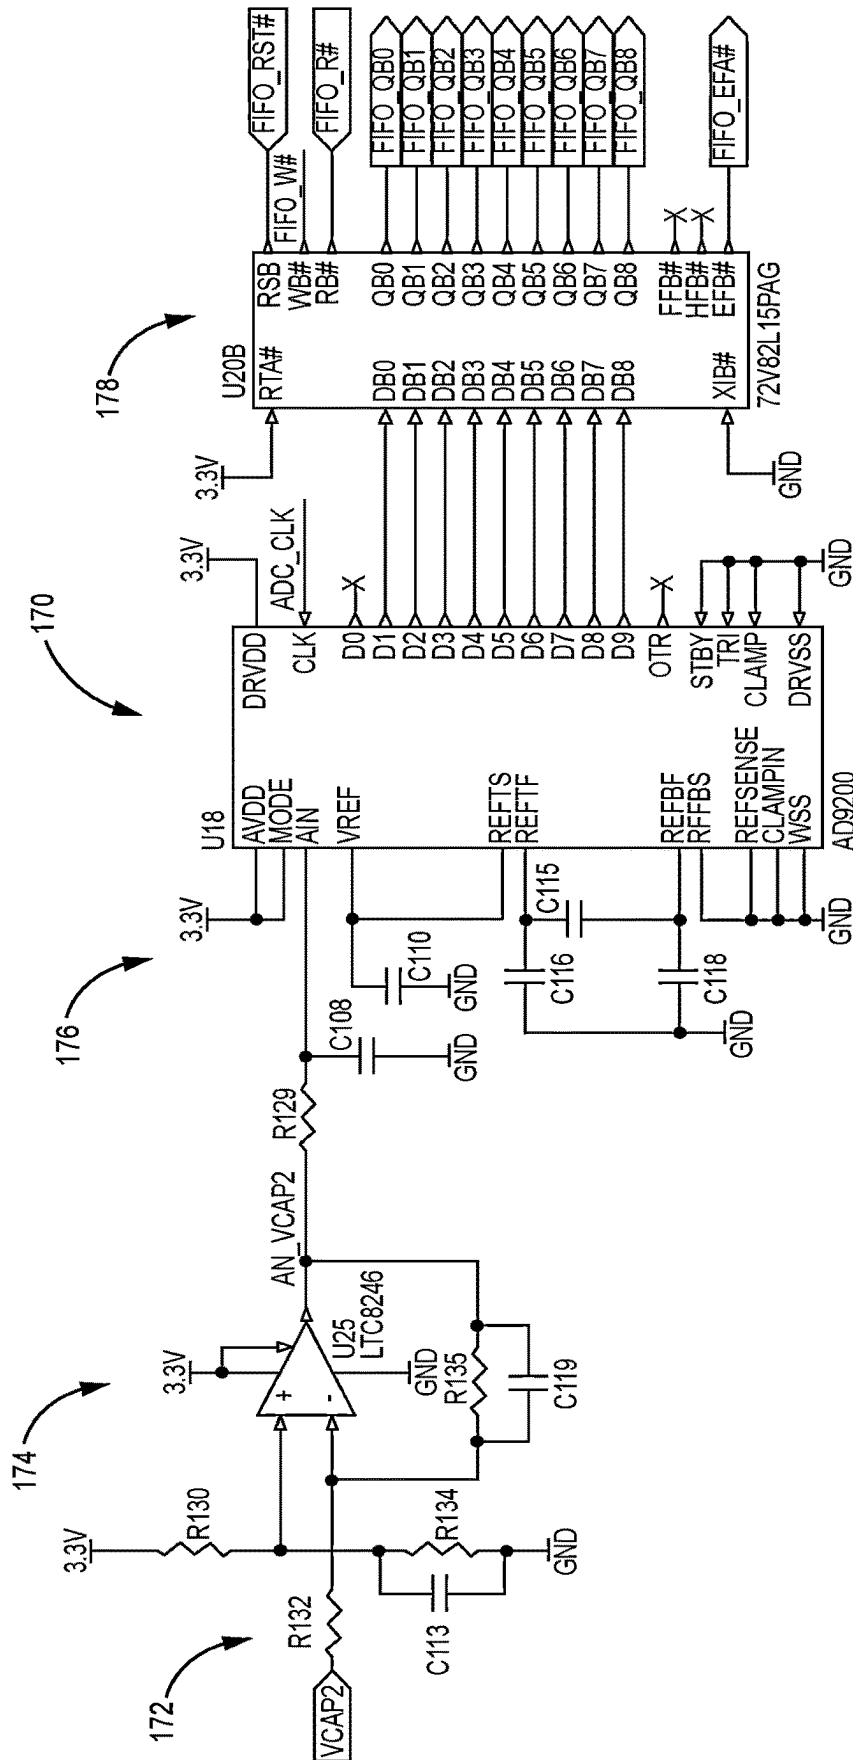 172
VCAP2
R132
3.3V
R130
C113
R134
GND
174
3.3V
+
-
U25
LTC8246
GND
R135
C119
AN_VCAP2
R129
C108
GND
C110
GND
C116
C115
C118
GND
176
3.3V
GND
170
U18
AVDD
MODE
AIN
VREF
REFTS
REFTF
REFBF
RFFBS
REFSENSE
CLAMPIN
WSS
DRVDD
CLK
D0
D1
D2
D3
D4
D5
D6
D7
D8
D9
OTR
STBY
TRI
CLAMP
DRVSS
AD9200
3.3V
ADC_CLK
X
X
GND
178
3.3V
GND
U20B
RTA#
DB0
DB1
DB2
DB3
DB4
DB5
DB6
DB7
DB8
XIB#
RSB
WB#
RB#
QB0
QB1
QB2
QB3
QB4
QB5
QB6
QB7
QB8
FFB#
HFB#
EFB#
72V82L15PAG
FIFO_RST#
FIFO_W#
FIFO_R#
FIFO_QB0
FIFO_QB1
FIFO_QB2
FIFO_QB3
FIFO_QB4
FIFO_QB5
FIFO_QB6
FIFO_QB7
FIFO_QB8
X
X
FIFO_EFA#